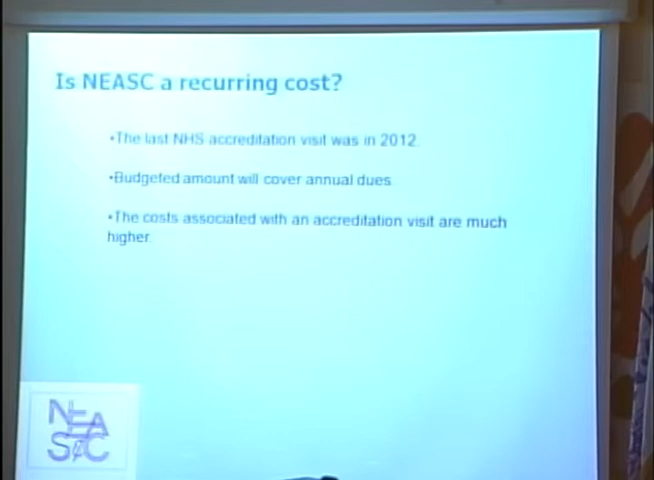 Is NEASC a recurring cost?
•The last NHS accreditation visit was in 2012.
•Budgeted amount will cover annual dues.
•The costs associated with an accreditation visit are much
higher.
NEA
S&C